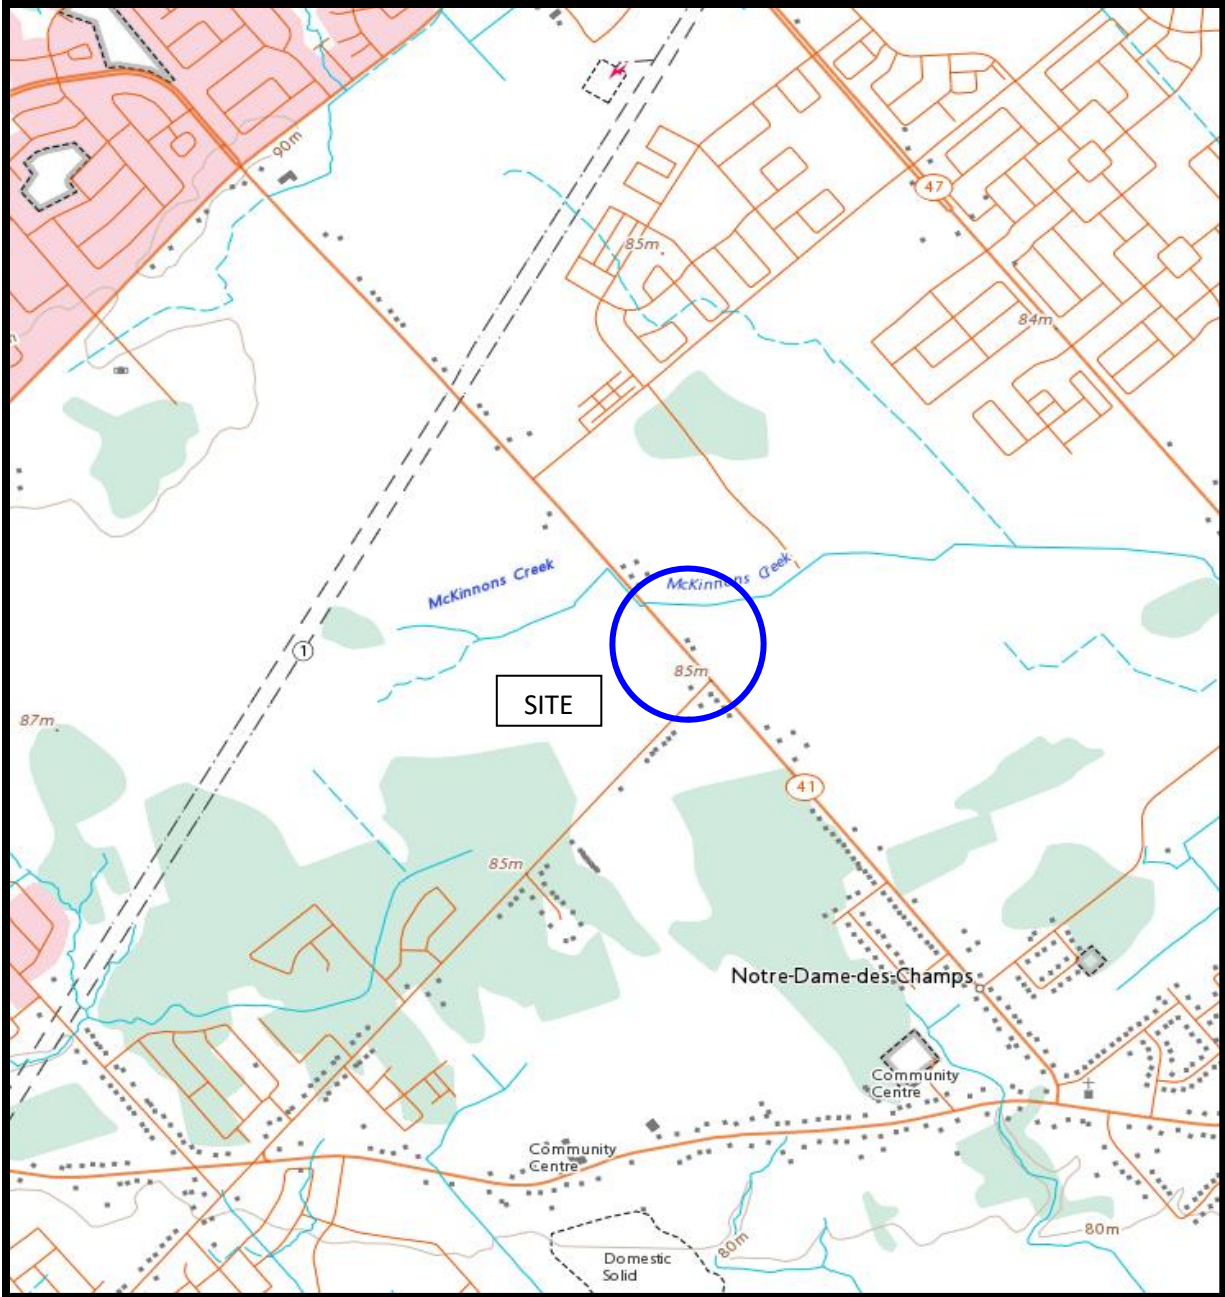 90m
47
85m
84m
McKinnons Creek
McKinnons Creek
1
85m
SITE
87m
41
85m
Notre-Dame-des-Champs
Community
Centre
Community
Centre
80m
80m
Domestic
Solid